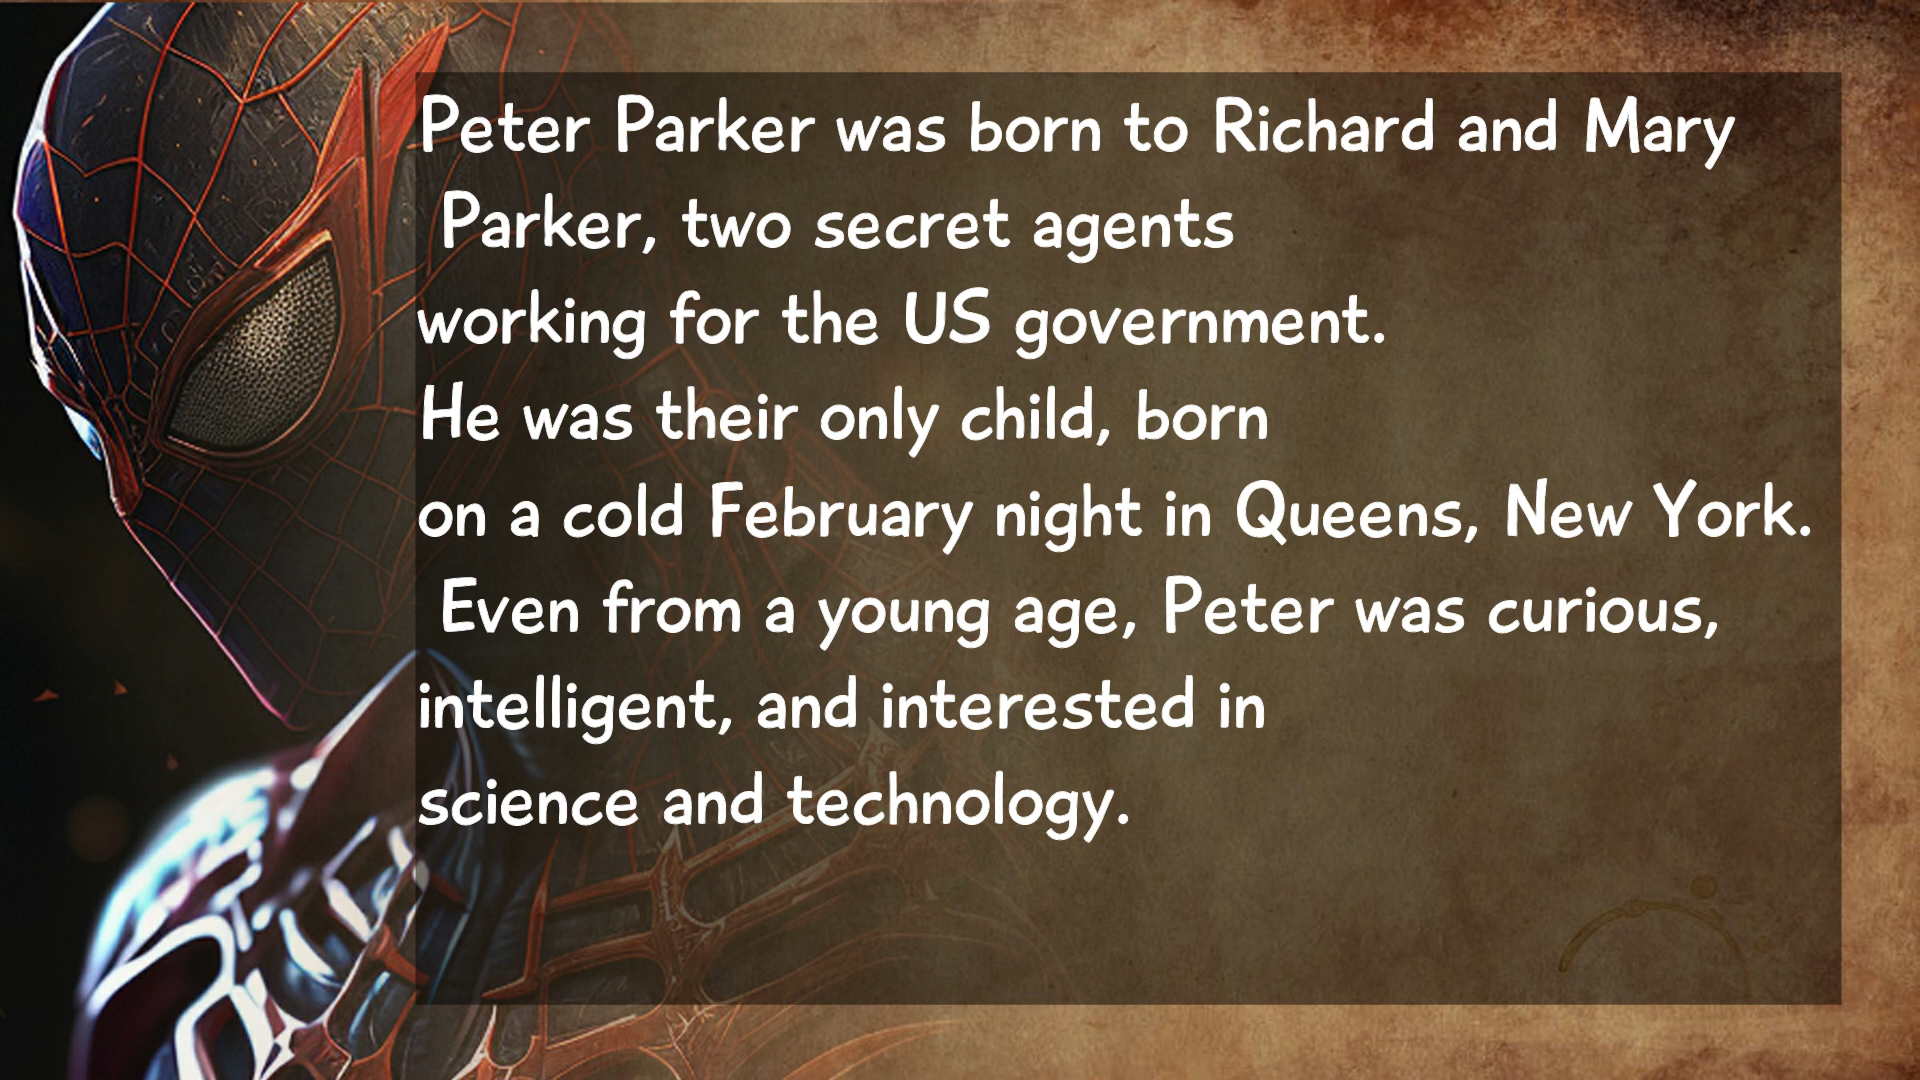 Peter Parker was born to Richard and Mary
Parker, two secret agents
working for the US government.
He was their only child, born
on a cold February night in Queens, New York.
Even from a young age, Peter was curious,
intelligent, and interested in
science and technology.